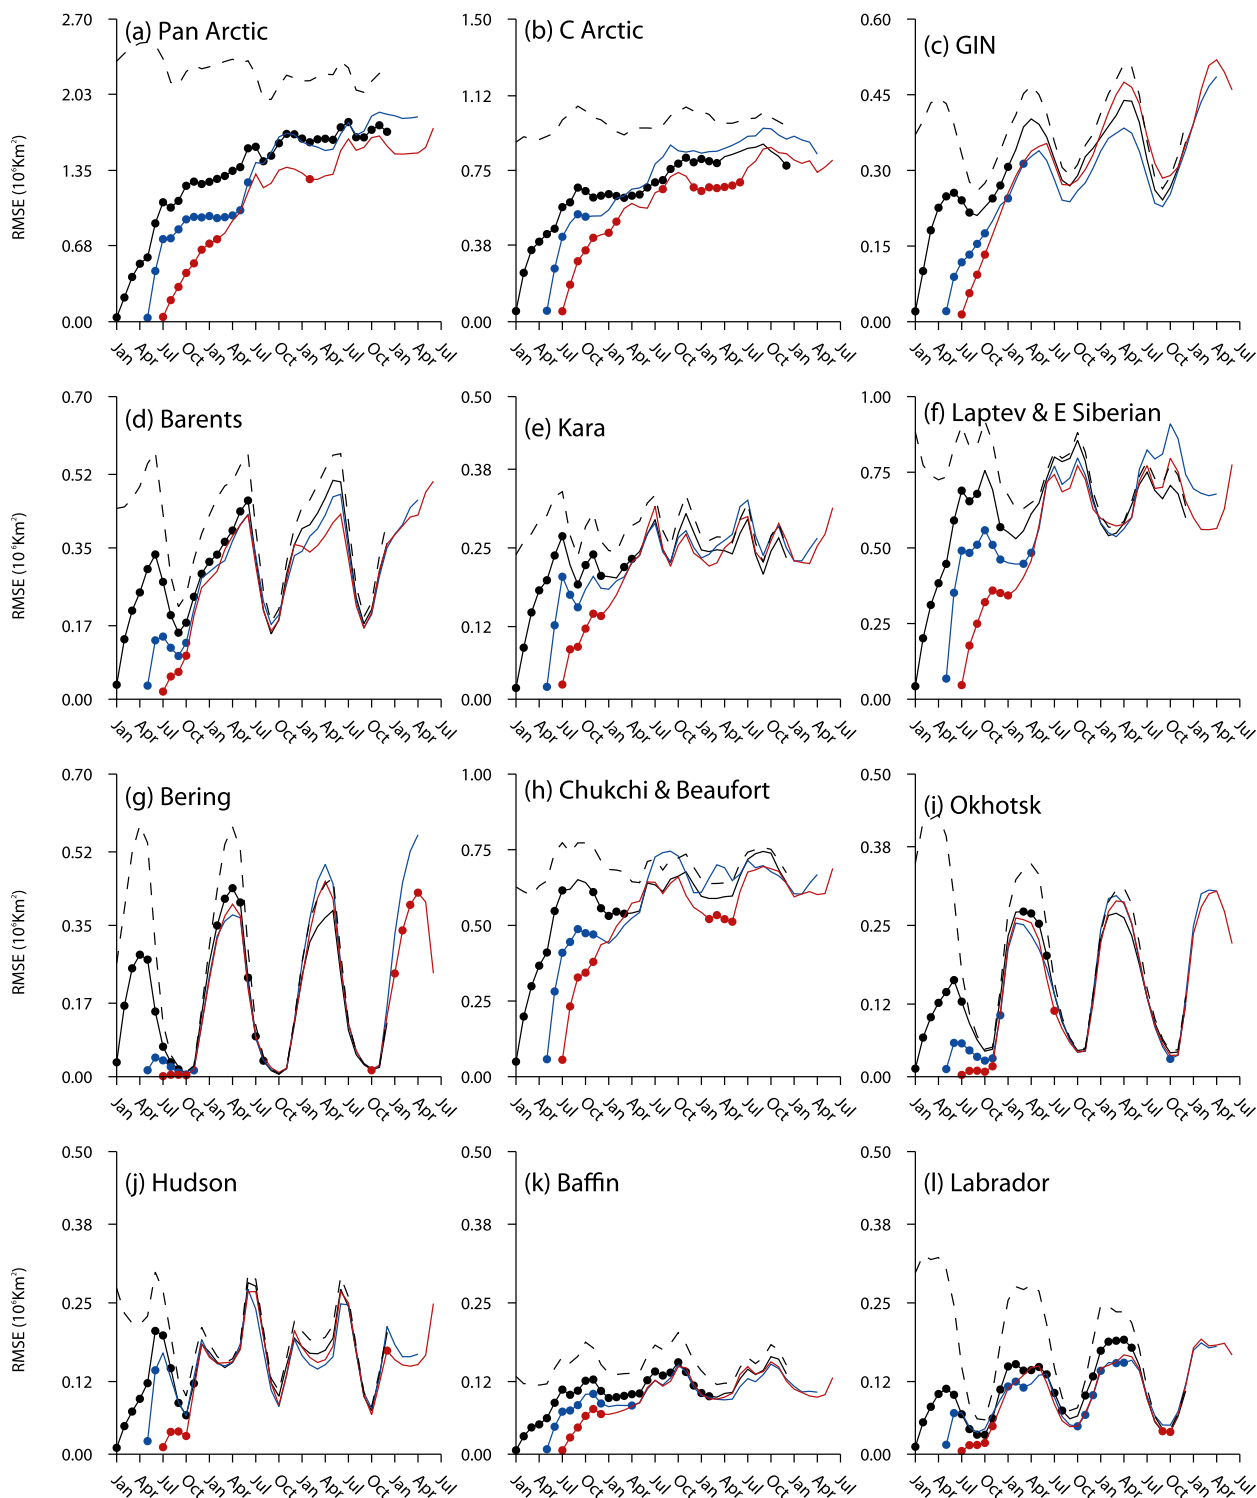 (a) Pan Arctic
2.70
2.03
1.35
0.68
0.00
RMSE (10⁶Km²)
Jan Apr Jul Oct Jan Apr Jul Oct Jan Apr Jul Oct Jan Apr Jul
(b) C Arctic
1.50
1.12
0.75
0.38
0.00
Jan Apr Jul Oct Jan Apr Jul Oct Jan Apr Jul Oct Jan Apr Jul
(c) GIN
0.60
0.45
0.30
0.15
0.00
Jan Apr Jul Oct Jan Apr Jul Oct Jan Apr Jul Oct Jan Apr Jul
(d) Barents
0.70
0.52
0.35
0.17
0.00
RMSE (10⁶Km²)
Jan Apr Jul Oct Jan Apr Jul Oct Jan Apr Jul Oct Jan Apr Jul
(e) Kara
0.50
0.38
0.25
0.12
0.00
Jan Apr Jul Oct Jan Apr Jul Oct Jan Apr Jul Oct Jan Apr Jul
(f) Laptev & E Siberian
1.00
0.75
0.50
0.25
0.00
Jan Apr Jul Oct Jan Apr Jul Oct Jan Apr Jul Oct Jan Apr Jul
(g) Bering
0.70
0.52
0.35
0.17
0.00
RMSE (10⁶Km²)
Jan Apr Jul Oct Jan Apr Jul Oct Jan Apr Jul Oct Jan Apr Jul
(h) Chukchi & Beaufort
1.00
0.75
0.50
0.25
0.00
Jan Apr Jul Oct Jan Apr Jul Oct Jan Apr Jul Oct Jan Apr Jul
(i) Okhotsk
0.50
0.38
0.25
0.12
0.00
Jan Apr Jul Oct Jan Apr Jul Oct Jan Apr Jul Oct Jan Apr Jul
(j) Hudson
0.50
0.38
0.25
0.12
0.00
RMSE (10⁶Km²)
Jan Apr Jul Oct Jan Apr Jul Oct Jan Apr Jul Oct Jan Apr Jul
(k) Baffin
0.50
0.38
0.25
0.12
0.00
Jan Apr Jul Oct Jan Apr Jul Oct Jan Apr Jul Oct Jan Apr Jul
(l) Labrador
0.50
0.38
0.25
0.12
0.00
Jan Apr Jul Oct Jan Apr Jul Oct Jan Apr Jul Oct Jan Apr Jul